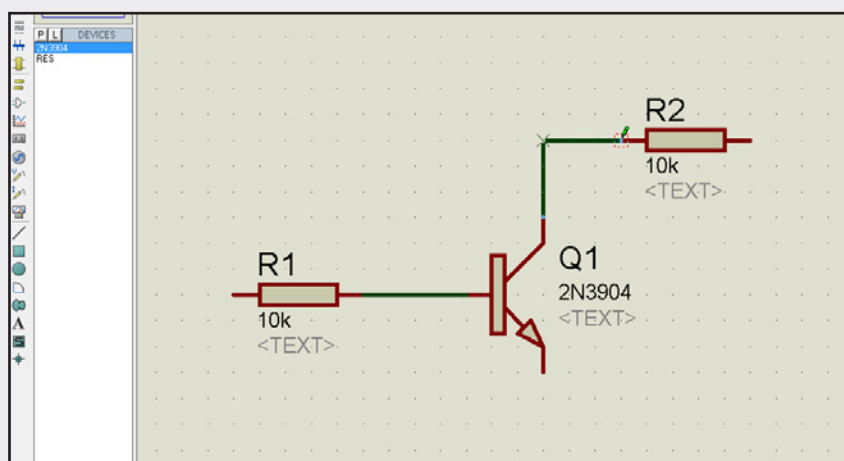 P L DEVICES
2N3904
RES
R2
10k
<TEXT>
R1
10k
<TEXT>
Q1
2N3904
<TEXT>
A
S